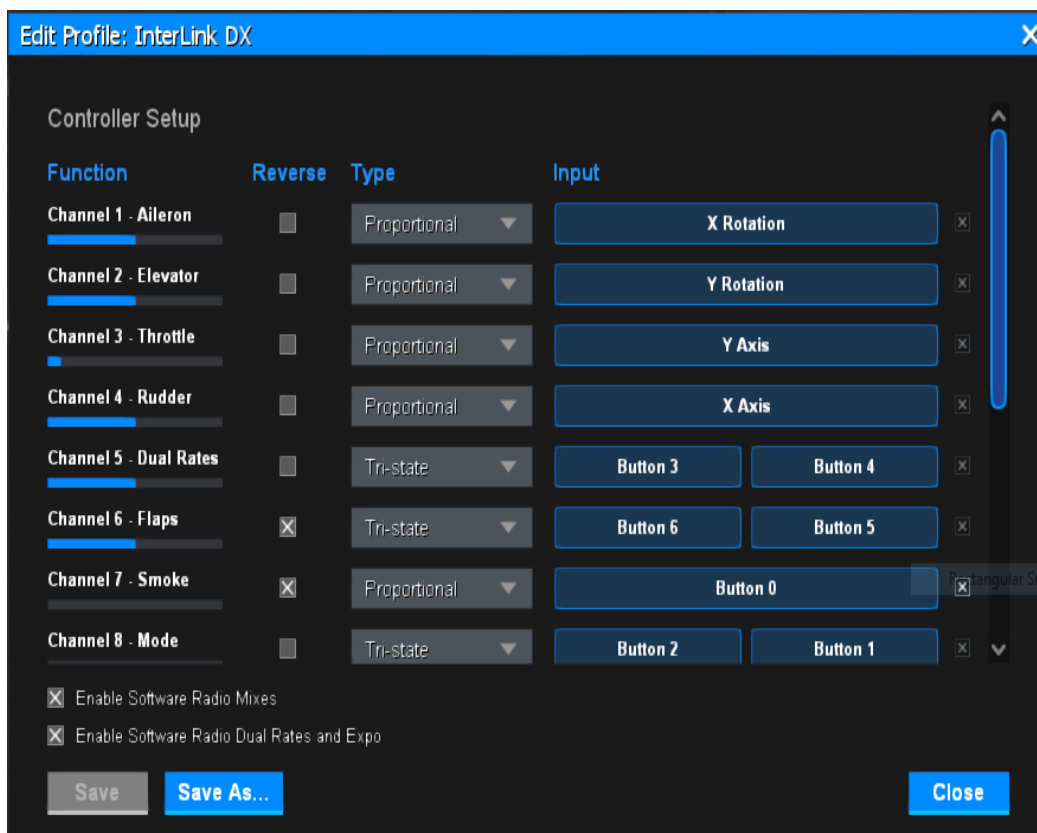 Edit Profile: InterLink DX
Controller Setup
Function Reverse Type Input
Channel 1 - Aileron Proportional X Rotation
Channel 2 - Elevator Proportional Y Rotation
Channel 3 - Throttle Proportional Y Axis
Channel 4 - Rudder Proportional X Axis
Channel 5 - Dual Rates Tri-state Button 3 Button 4
Channel 6 - Flaps Tri-state Button 6 Button 5
Channel 7 - Smoke Proportional Button 0
Channel 8 - Mode Tri-state Button 2 Button 1
Enable Software Radio Mixes
Enable Software Radio Dual Rates and Expo
Save Save As... Close